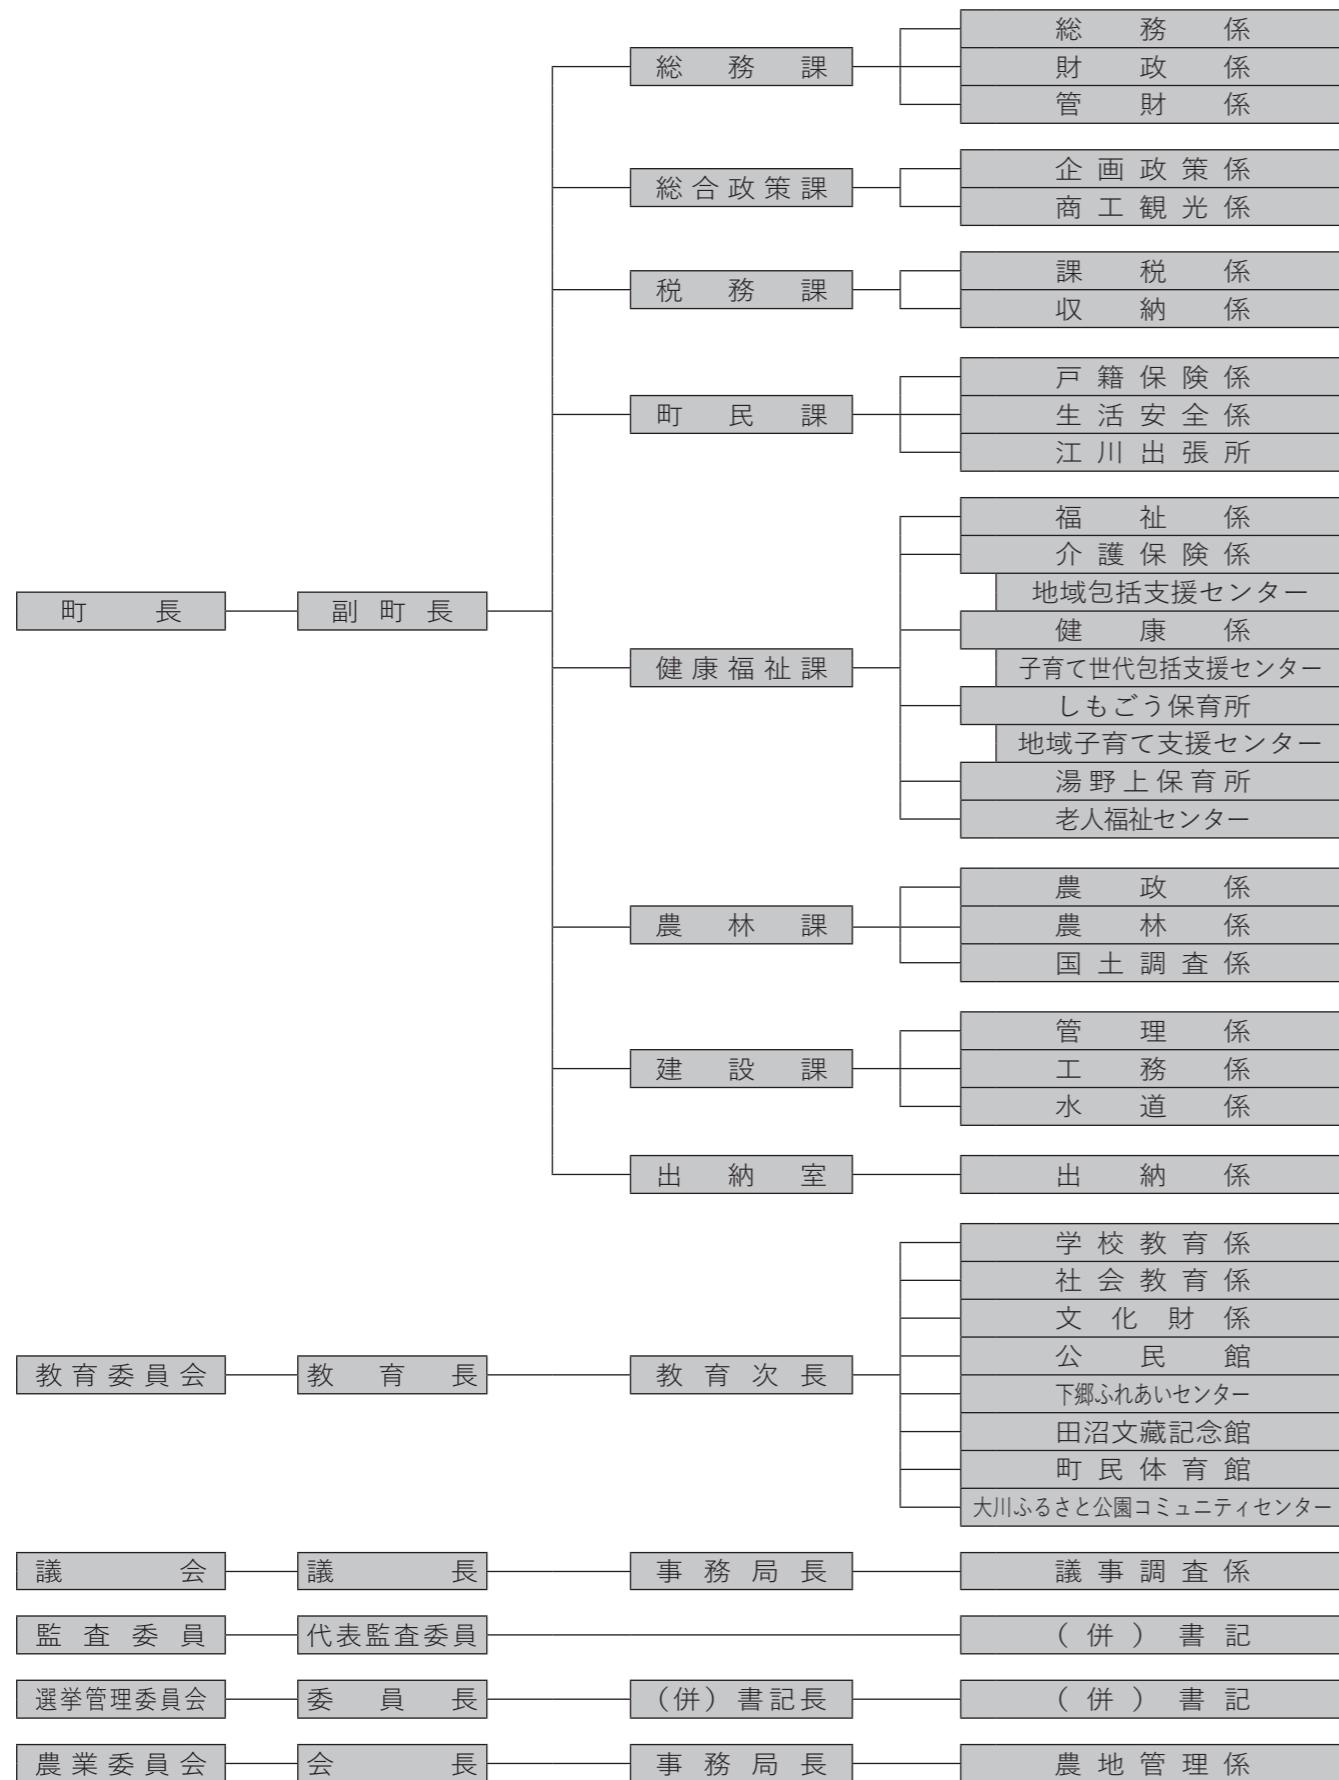 総務課
総務係
財政係
管財係
総合政策課
企画政策係
商工観光係
税務課
課税係
収納係
町民課
戸籍保険係
生活安全係
江川出張所
町長
副町長
健康福祉課
福祉係
介護保険係
地域包括支援センター
健康係
子育て世代包括支援センター
しもごう保育所
地域子育て支援センター
湯野上保育所
老人福祉センター
農林課
農政係
農林係
国土調査係
建設課
管理係
工務係
水道係
出納室
出納係
教育委員会
教育長
教育次長
学校教育係
社会教育係
文化財係
公民館
下郷ふれあいセンター
田沼文蔵記念館
町民体育館
大川ふるさと公園コミュニティセンター
議会
議長
事務局長
議事調査係
監査委員
代表監査委員
(併)書記
選挙管理委員会
委員長
(併)書記長
(併)書記
農業委員会
会長
事務局長
農地管理係